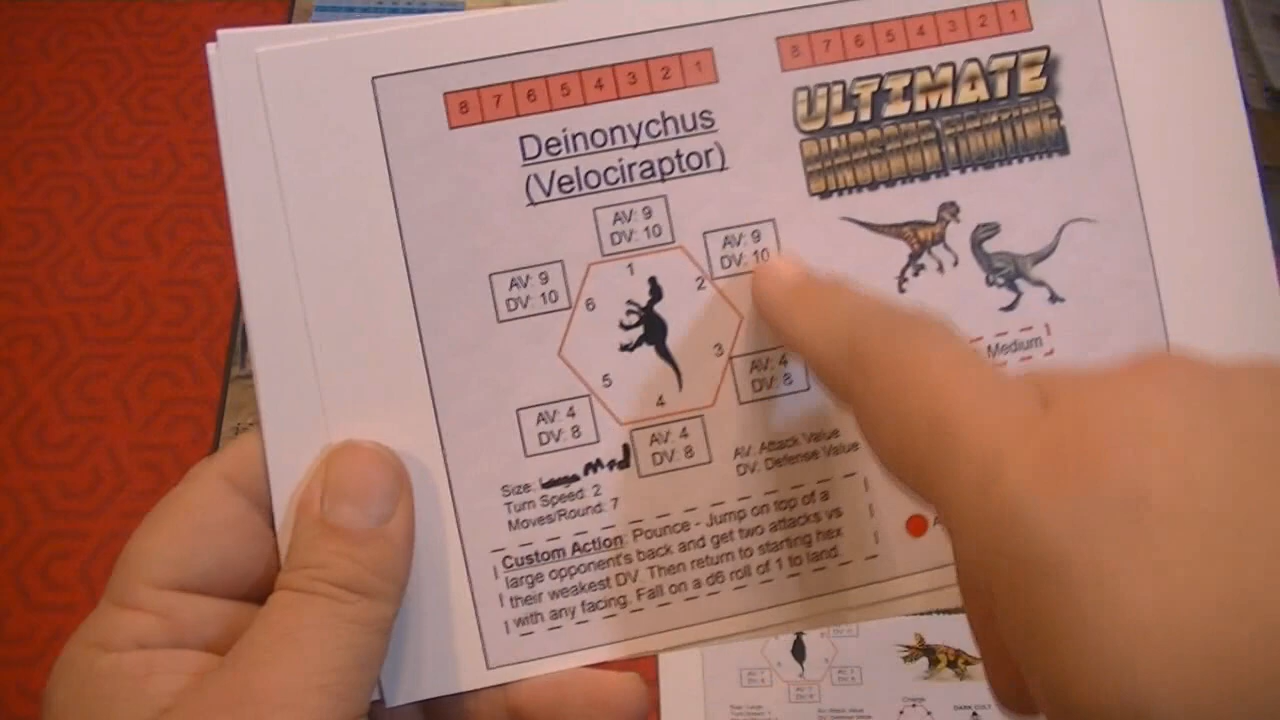 8 7 6 5 4 3 2 1
8 7 6 5 4 3 2 1
ULTIMATE
DINOSAUR FIGHTING
Deinonychus
(Velociraptor)
AV: 9
DV: 10
AV: 9
DV: 10
AV: 9
DV: 10
1
2
6
3
5
4
AV: 4
DV: 8
AV: 4
DV: 8
AV: 4
DV: 8
Medium
AV: Attack Value
DV: Defense Value
Size: Large Med
Turn Speed: 2
Moves/Round: 7
Custom Action: Pounce - Jump on top of a
large opponent's back and get two attacks vs
their weakest DV. Then return to starting hex
with any facing. Fall on a d6 roll of 1 to land.
Charge